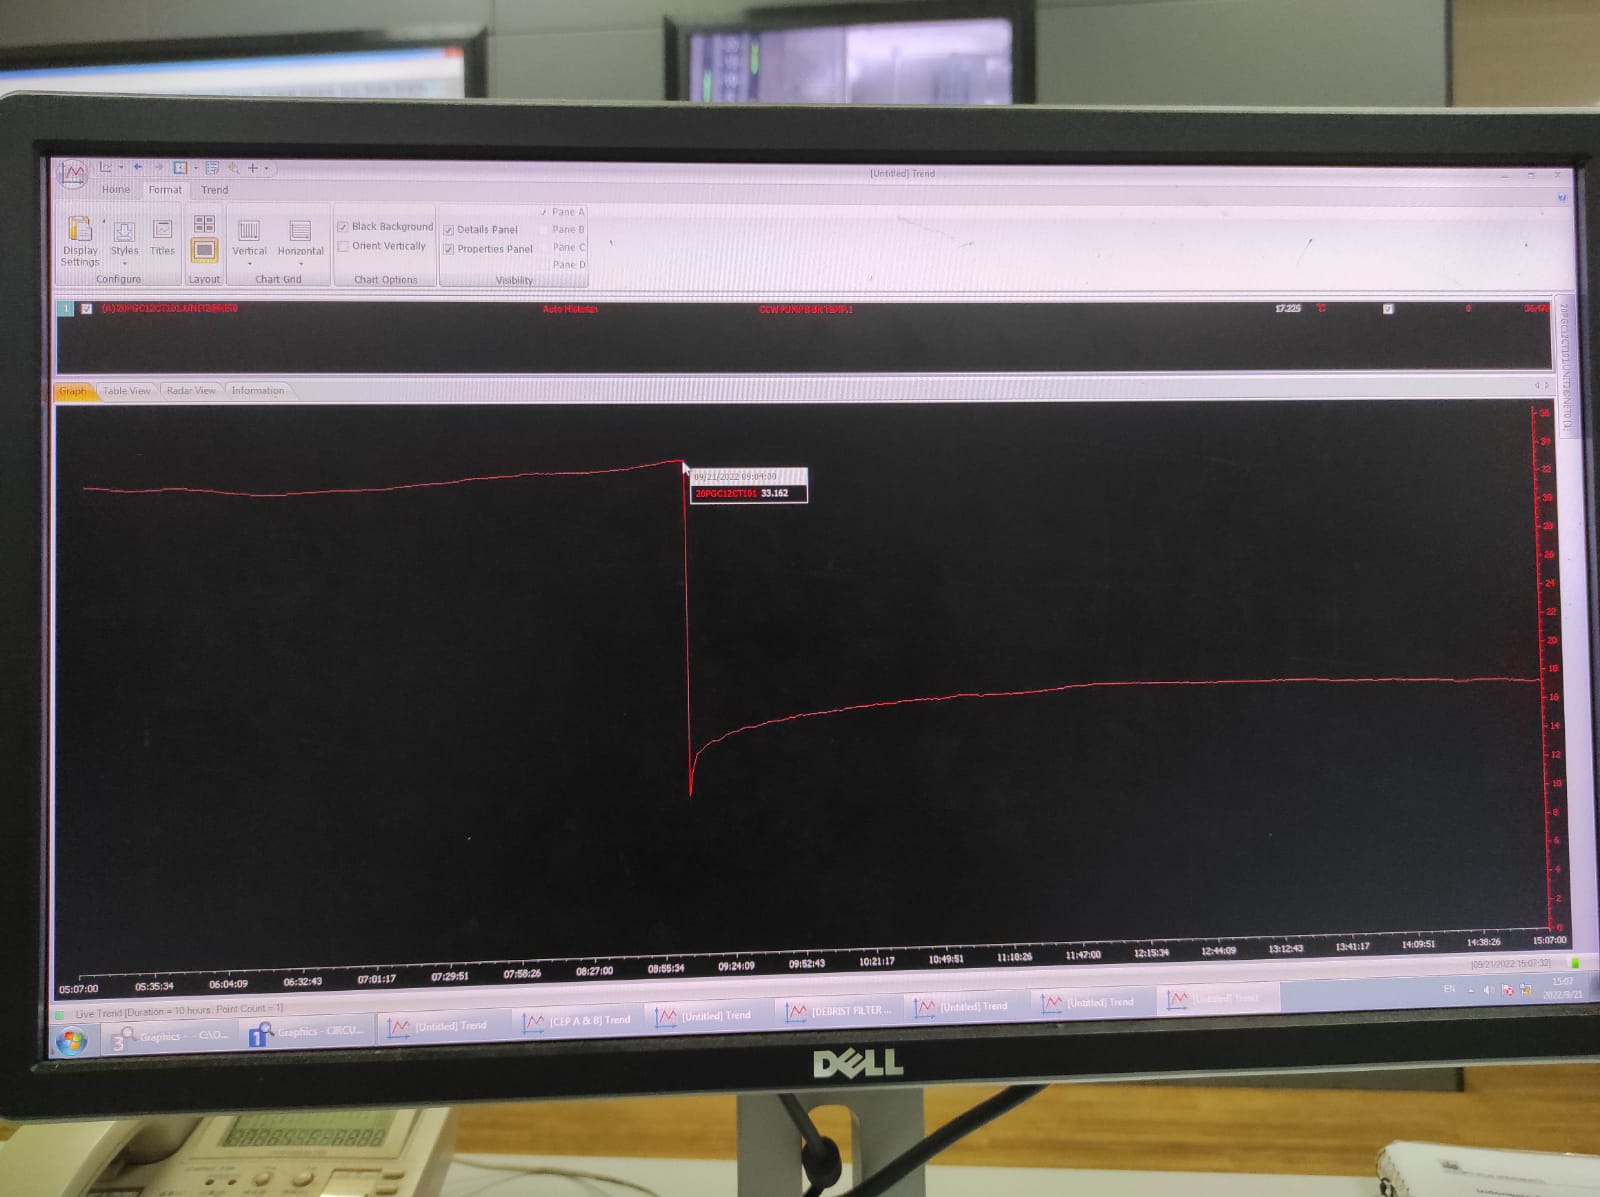 [Untitled] Trend
Home Format Trend
Display Settings
Styles
Titles
Configure
Layout
Vertical
Horizontal
Chart Grid
Black Background
Orient Vertically
Chart Options
Details Panel
Properties Panel
Pane A
Pane B
Pane C
Pane D
Visibility
1 Auto Historian 17.225 °C 0
Graph Table View Radar View Information
09/21/2022 09:04:00
20PGC12CT101 33.162
36
34
32
30
28
26
24
22
20
18
16
14
12
10
8
6
4
2
0
05:07:00 05:35:34 06:04:09 06:32:43 07:01:17 07:29:51 07:58:26 08:27:00 08:55:34 09:24:09 09:52:43 10:21:17 10:49:51 11:18:26 11:47:00 12:15:34 12:44:09 13:12:43 13:41:17 14:09:51 14:38:26 15:07:00
[09/21/2022 15:07:32]
Live Trend [Duration = 10 hours, Point Count = 1]
3 Graphics - - C:\O...
1 Graphics - CIRCU...
[Untitled] Trend
[CEP A & B] Trend
[Untitled] Trend
[DEBRIST FILTER ...
[Untitled] Trend
[Untitled] Trend
[Untitled] Trend
EN
15:07
2022/9/21
DELL